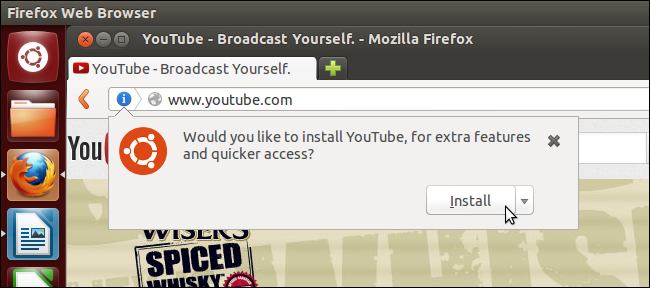 Firefox Web Browser
YouTube - Broadcast Yourself. - Mozilla Firefox
YouTube - Broadcast Yourself.
www.youtube.com
You
Would you like to install YouTube, for extra features
and quicker access?
Install
WISER'S
SPICED
WHISKY